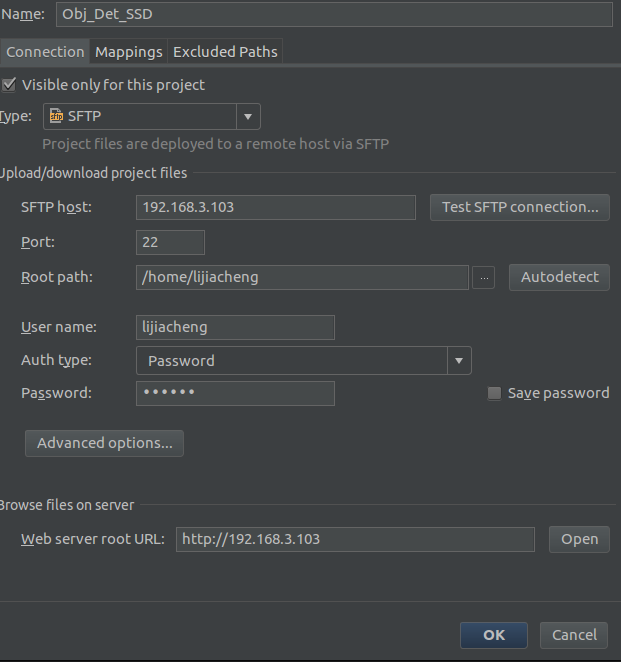 Name: Obj_Det_SSD
Connection Mappings Excluded Paths
Visible only for this project
Type: SFTP
Project files are deployed to a remote host via SFTP
Upload/download project files
SFTP host: 192.168.3.103 Test SFTP connection...
Port: 22
Root path: /home/lijiacheng ... Autodetect
User name: lijiacheng
Auth type: Password
Password: •••••• Save password
Advanced options...
Browse files on server
Web server root URL: http://192.168.3.103 Open
OK Cancel